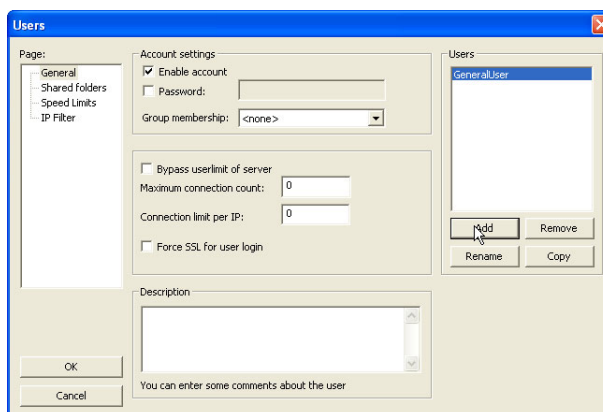 Users
Page:
General
Shared folders
Speed Limits
IP Filter
OK
Cancel
Account settings
Enable account
Password:
Group membership: <none>
Bypass userlimit of server
Maximum connection count: 0
Connection limit per IP: 0
Force SSL for user login
Description
You can enter some comments about the user
Users
GeneralUser
Add Remove
Rename Copy